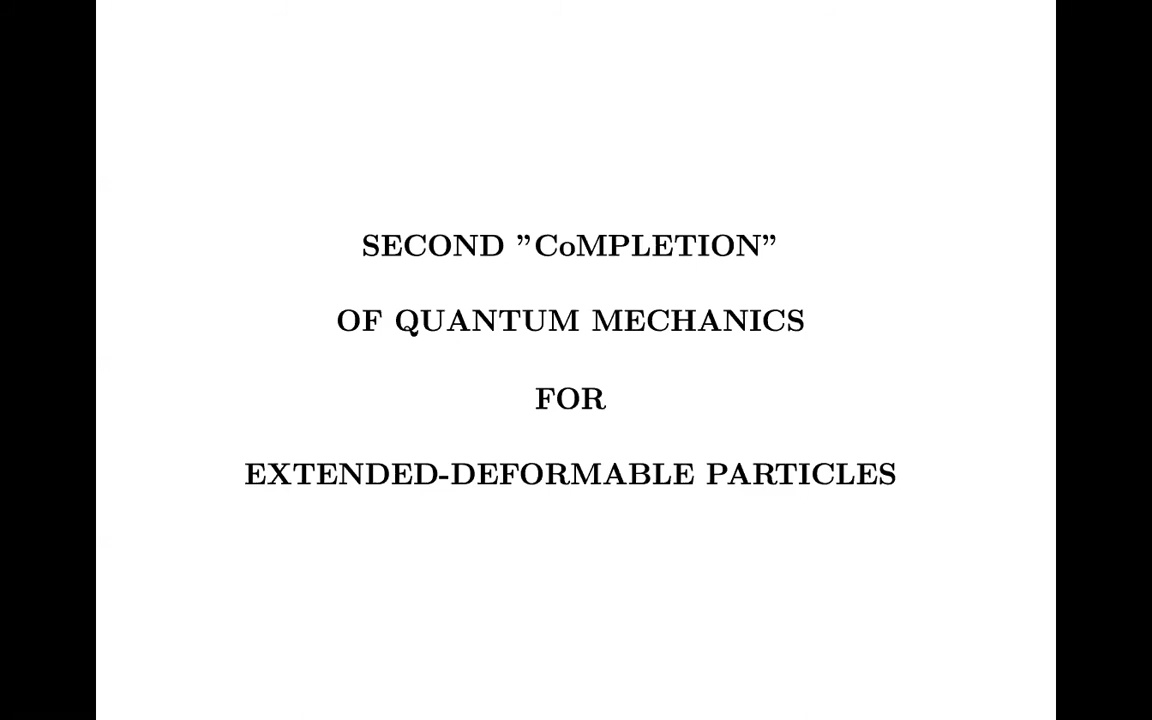 SECOND ”CoMPLETION”
OF QUANTUM MECHANICS
FOR
EXTENDED-DEFORMABLE PARTICLES